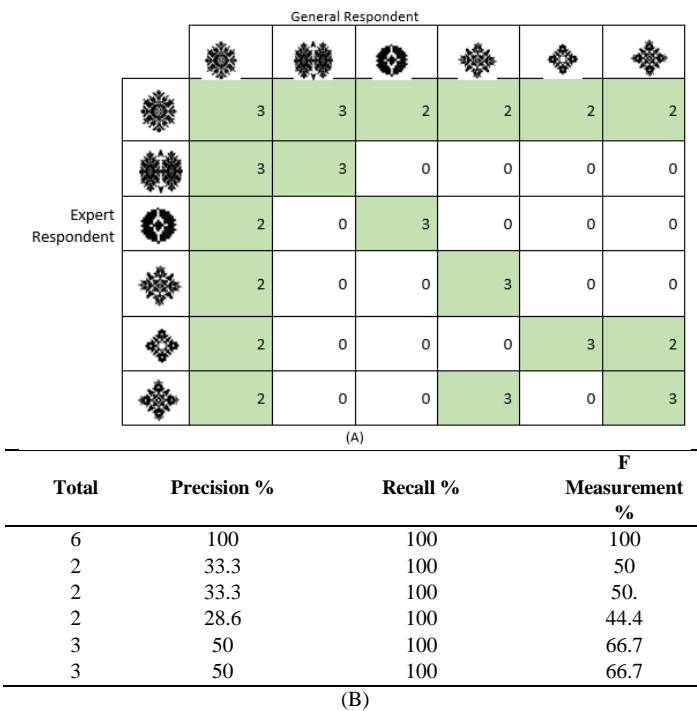 General Respondent
3 3 2 2 2 2
3 3 0 0 0 0
Expert
Respondent
2 0 3 0 0 0
2 0 0 3 0 0
2 0 0 0 3 2
2 0 0 3 0 3
(A)
Total Precision % Recall % F Measurement %
6 100 100 100
2 33.3 100 50
2 33.3 100 50.
2 28.6 100 44.4
3 50 100 66.7
3 50 100 66.7
(B)